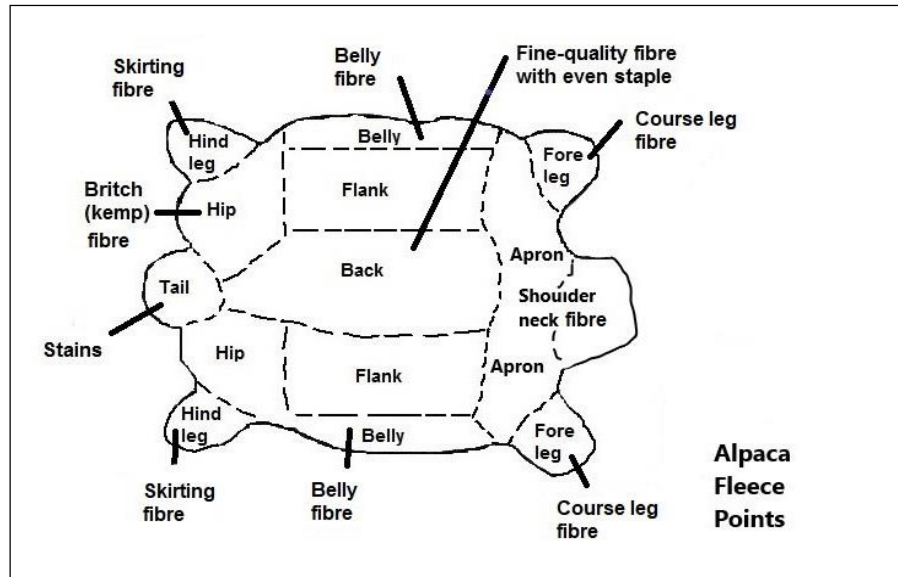 Skirting
fibre
Belly
fibre
Fine-quality fibre
with even staple
Course leg
fibre
Hind
leg
Belly
Fore
leg
Flank
Britch
(kemp)
fibre
Hip
Apron
Back
Tail
Shoulder
neck fibre
Stains
Hip
Flank
Apron
Hind
leg
Belly
Fore
leg
Skirting
fibre
Belly
fibre
Course leg
fibre
Alpaca
Fleece
Points